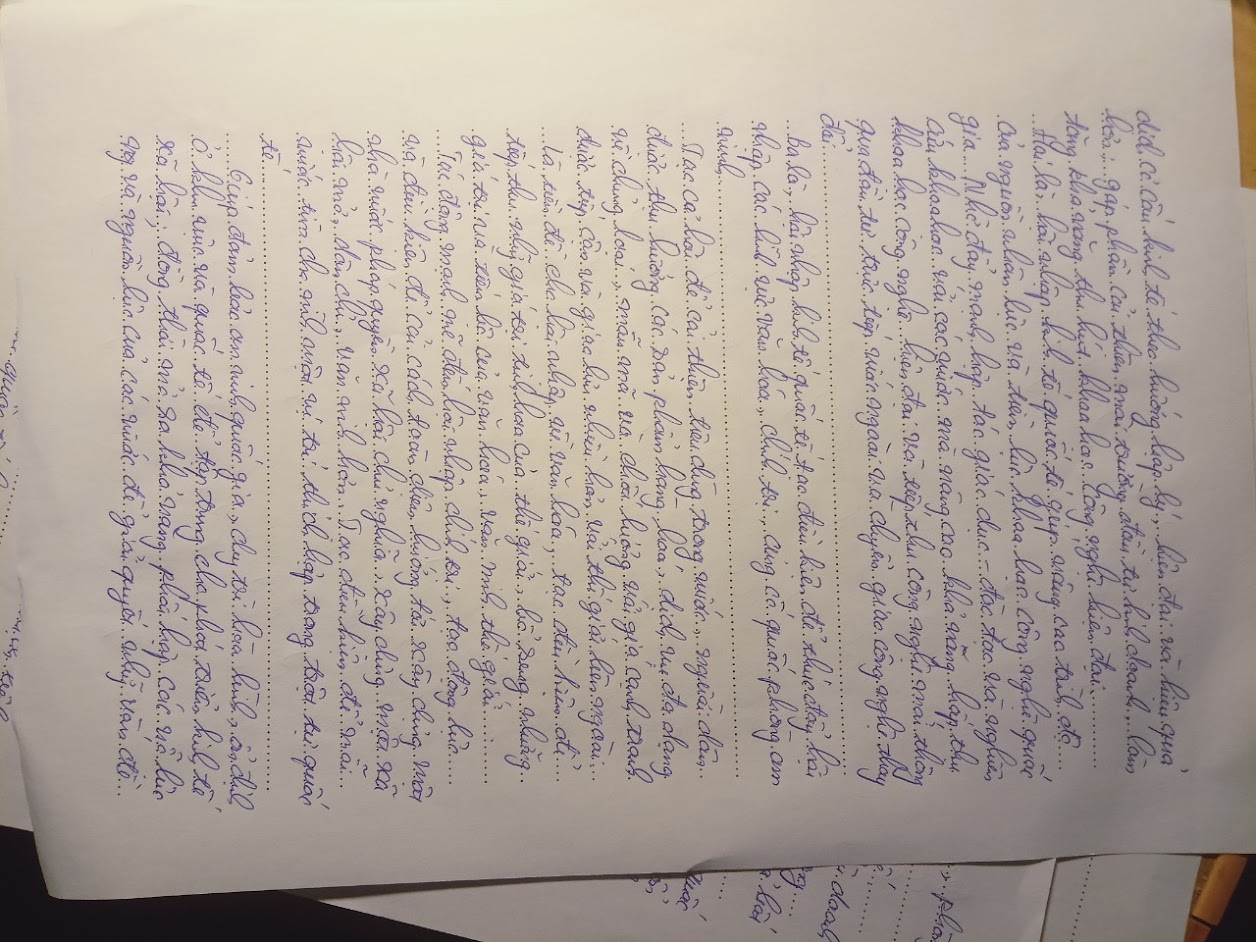 dịch cơ cấu kinh tế theo hướng hợp lý, hiện đại và hiệu quả
hơn; góp phần cải thiện môi trường đầu tư kinh doanh, làm
tăng khả năng thu hút khoa học công nghệ hiện đại.
Hai là, hội nhập kinh tế quốc tế giúp nâng cao trình độ
của nguồn nhân lực và tiềm lực khoa học công nghệ quốc
gia. Nhờ đẩy mạnh hợp tác giáo dục - đào tạo và nghiên
cứu khoa học với các nước mà nâng cao khả năng hấp thu
khoa học công nghệ hiện đại và tiếp thu công nghệ mới thông
qua đầu tư trực tiếp nước ngoài và chuyển giao công nghệ thay
đổi.
Ba là, hội nhập kinh tế quốc tế tạo điều kiện để thúc đẩy hội
nhập các lĩnh vực văn hóa, chính trị, củng cố quốc phòng an
ninh.
Tạo cơ hội để cải thiện tiêu dùng trong nước, người dân
được thụ hưởng các sản phẩm hàng hoá, dịch vụ đa dạng
về chủng loại, mẫu mã và chất lượng với giá cạnh tranh
được tiếp cận và giao lưu nhiều hơn với thế giới bên ngoài.
Là tiền đề cho hội nhập về văn hóa, tạo điều kiện để
tiếp thu những giá trị tinh hoa của thế giới, bổ sung những
giá trị và tiến bộ của văn hóa, văn minh thế giới.
Tác động mạnh mẽ đến hội nhập chính trị, tạo động lực
và điều kiện để cải cách toàn diện hướng tới xây dựng một
nhà nước pháp quyền xã hội chủ nghĩa, xây dựng một xã
hội mở, dân chủ, văn minh hơn. Tạo điều kiện để mỗi
nước tìm cho mình một vị trí thích hợp trong trật tự quốc
tế.
Giúp đảm bảo an ninh quốc gia, duy trì hòa bình, ổn định
ở khu vực và quốc tế để tập trung cho phát triển kinh tế
xã hội; đồng thời mở ra khả năng phối hợp các nỗ lực
và nguồn lực của các nước để giải quyết những vấn đề